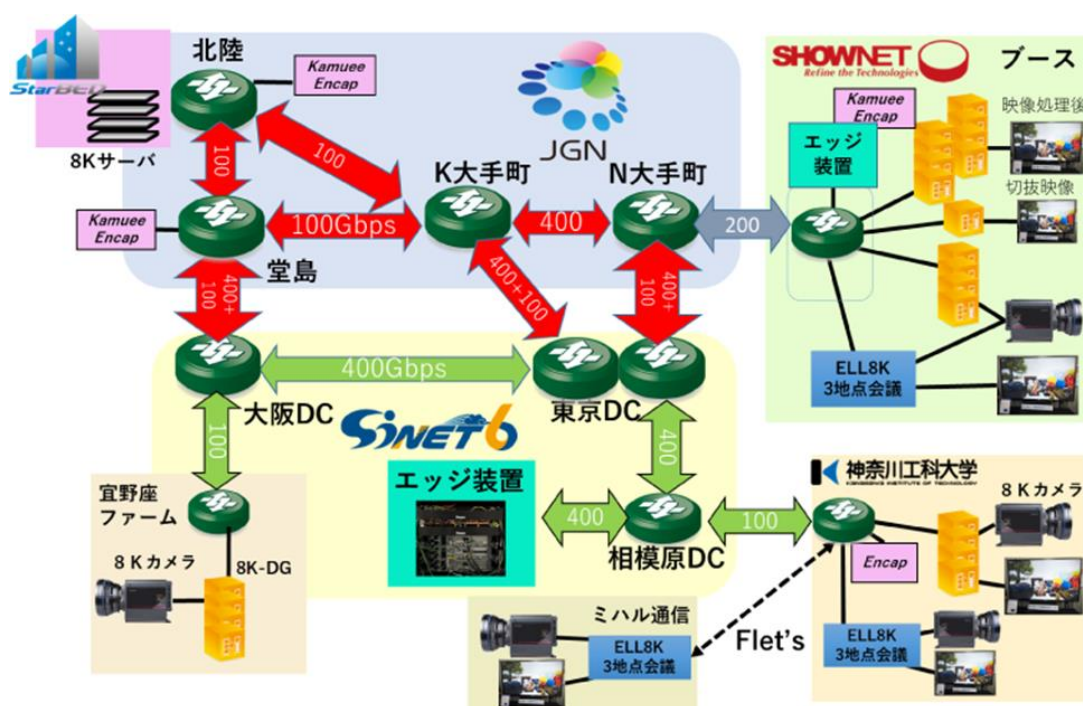 StarBED
8Kサーバ
北陸
Kamuee
Encap
JGN
SHOWNET
Refine the Technologies
ブース
Kamuee
Encap
映像処理後
エッジ
装置
切抜映像
100
100
K大手町
N大手町
Kamuee
Encap
100Gbps
400
200
堂島
400+
100
400+100
400+
100
ELL8K
3地点会議
400Gbps
大阪DC
東京DC
SINET6
100
400
エッジ装置
400
相模原DC
100
神奈川工科大学
KANAGAWA INSTITUTE OF TECHNOLOGY
8Kカメラ
Encap
宜野座
ファーム
8Kカメラ
8K-DG
ミハル通信
ELL8K
3地点会議
Flet's
ELL8K
3地点会議